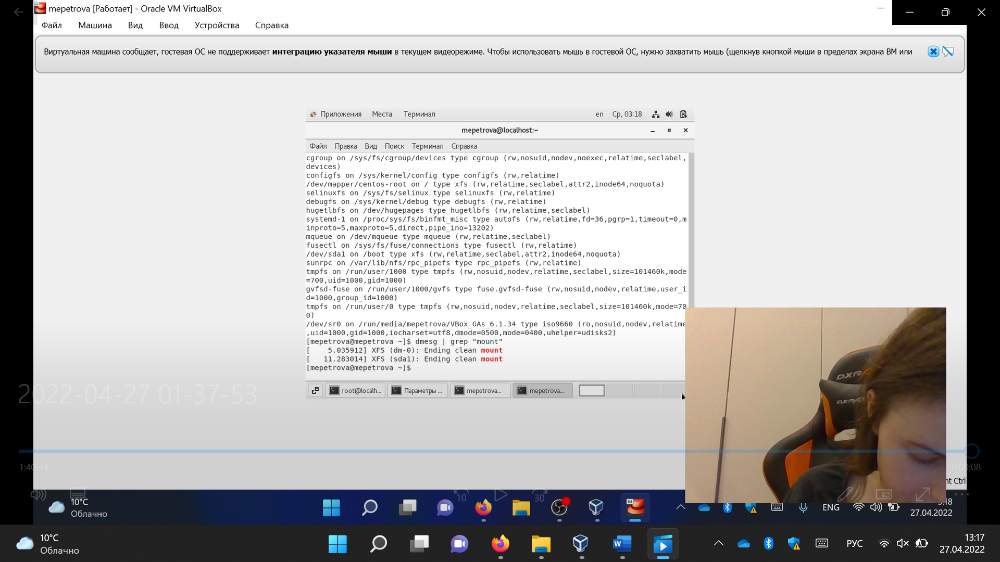 mepetrova [Работает] - Oracle VM VirtualBox
Файл Машина Вид Ввод Устройства Справка
Виртуальная машина сообщает, гостевая ОС не поддерживает интеграцию указателя мыши в текущем видеорежиме. Чтобы использовать мышь в гостевой ОС, нужно захватить мышь (щелкнув кнопкой мыши в пределах экрана ВМ или
Приложения Места Терминал en Ср, 03:18
mepetrova@localhost:~
Файл Правка Вид Поиск Терминал Справка
cgroup on /sys/fs/cgroup/devices type cgroup (rw,nosuid,nodev,noexec,relatime,seclabel,
devices)
configfs on /sys/kernel/config type configfs (rw,relatime)
/dev/mapper/centos-root on / type xfs (rw,relatime,seclabel,attr2,inode64,noquota)
selinuxfs on /sys/fs/selinux type selinuxfs (rw,relatime)
debugfs on /sys/kernel/debug type debugfs (rw,relatime)
hugetlbfs on /dev/hugepages type hugetlbfs (rw,relatime,seclabel)
systemd-1 on /proc/sys/fs/binfmt_misc type autofs (rw,relatime,fd=36,pgrp=1,timeout=0,m
inproto=5,maxproto=5,direct,pipe_ino=13202)
mqueue on /dev/mqueue type mqueue (rw,relatime,seclabel)
fusectl on /sys/fs/fuse/connections type fusectl (rw,relatime)
/dev/sda1 on /boot type xfs (rw,relatime,seclabel,attr2,inode64,noquota)
sunrpc on /var/lib/nfs/rpc_pipefs type rpc_pipefs (rw,relatime)
tmpfs on /run/user/1000 type tmpfs (rw,nosuid,nodev,relatime,seclabel,size=101460k,mode
=700,uid=1000,gid=1000)
gvfsd-fuse on /run/user/1000/gvfs type fuse.gvfsd-fuse (rw,nosuid,nodev,relatime,user_i
d=1000,group_id=1000)
tmpfs on /run/user/0 type tmpfs (rw,nosuid,nodev,relatime,seclabel,size=101460k,mode=70
0)
/dev/sr0 on /run/media/mepetrova/VBox_GAs_6.1.34 type iso9660 (ro,nosuid,nodev,relatime
,uid=1000,gid=1000,iocharset=utf8,dmode=0500,mode=0400,uhelper=udisks2)
[mepetrova@mepetrova ~]$ dmesg | grep "mount"
[    5.035912] XFS (dm-0): Ending clean mount
[   11.283014] XFS (sda1): Ending clean mount
[mepetrova@mepetrova ~]$
root@localh... Параметры ... mepetrova... mepetrova...
2022-04-27 01-37-53
1:40:34 0:00:08
nt Ctrl
10 30
10°C
Облачно
64
ENG
27.04.2022
10°C
Облачно
РУС
13:17
27.04.2022